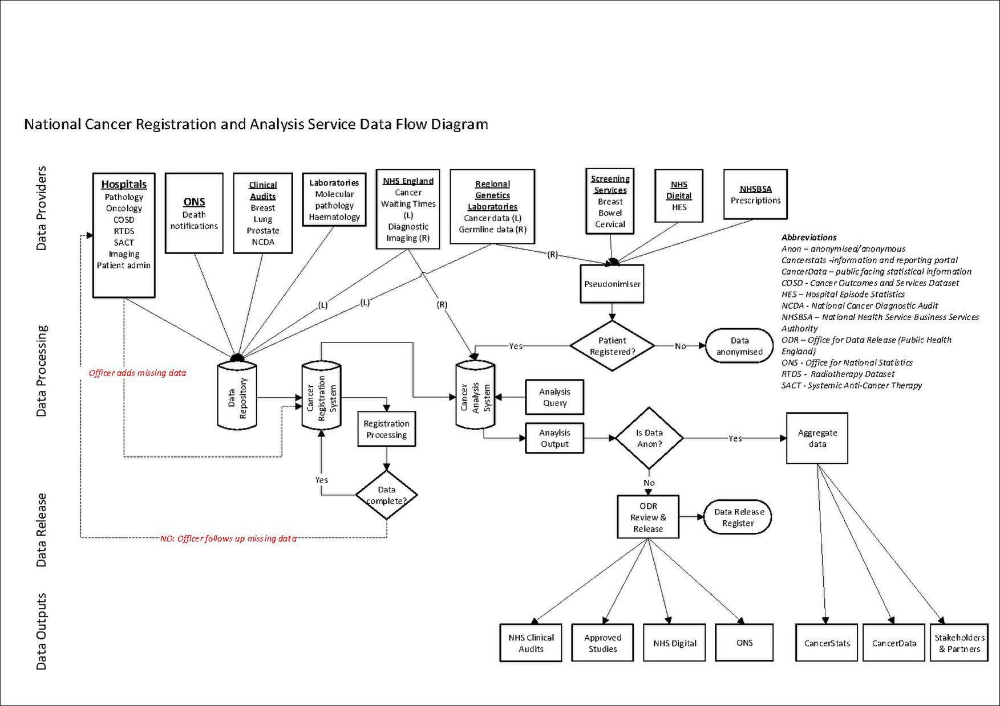 National Cancer Registration and Analysis Service Data Flow Diagram
Data Providers
Hospitals
Pathology
Oncology
COSD
RTDS
SACT
Imaging
Patient admin
ONS
Death
notifications
Clinical
Audits
Breast
Lung
Prostate
NCDA
Laboratories
Molecular
pathology
Haematology
NHS England
Cancer
Waiting Times
(L)
Diagnostic
Imaging (R)
Regional
Genetics
Laboratories
Cancer data (L)
Germline data (R)
Screening
Services
Breast
Bowel
Cervical
NHS
Digital
HES
NHSBSA
Prescriptions
Abbreviations
Anon – anonymised/anonymous
Cancerstats -information and reporting portal
CancerData – public facing statistical information
COSD - Cancer Outcomes and Services Dataset
HES – Hospital Episode Statistics
NCDA - National Cancer Diagnostic Audit
NHSBSA – National Health Service Business Services
Authority
ODR – Office for Data Release (Public Health
England)
ONS - Office for National Statistics
RTDS - Radiotherapy Dataset
SACT - Systemic Anti-Cancer Therapy
(R)
(L)
(L)
(R)
Pseudonimiser
Data Processing
Patient
Registered?
Yes
No
Data
anonymised
Officer adds missing data
Data
Repository
Cancer
Registration
System
Registration
Processing
Cancer
Analysis
System
Analysis
Query
Anaylsis
Output
Is Data
Anon?
Yes
Aggregate
data
No
Yes
Data
complete?
Data Release
NO: Officer follows up missing data
ODR
Review &
Release
Data Release
Register
Data Outputs
NHS Clinical
Audits
Approved
Studies
NHS Digital
ONS
CancerStats
CancerData
Stakeholders
& Partners